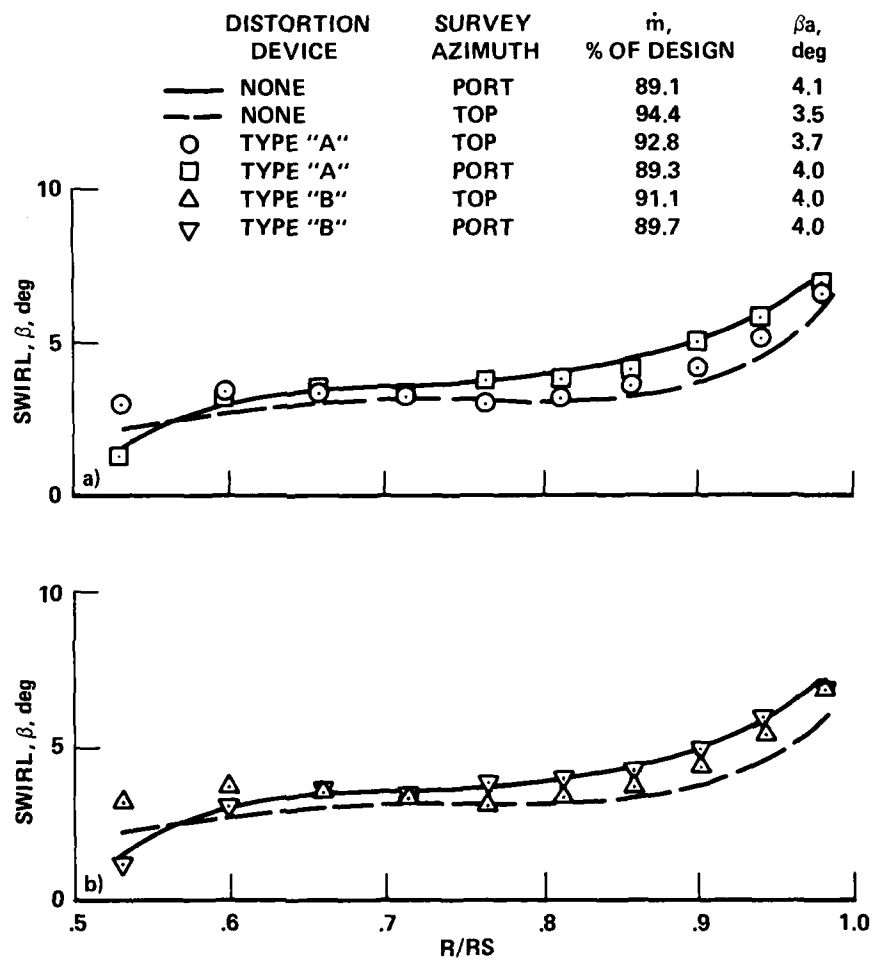 DISTORTION SURVEY ṁ, βa,
DEVICE AZIMUTH % OF DESIGN deg
NONE PORT 89.1 4.1
NONE TOP 94.4 3.5
TYPE "A" TOP 92.8 3.7
TYPE "A" PORT 89.3 4.0
TYPE "B" TOP 91.1 4.0
TYPE "B" PORT 89.7 4.0
10
5
0
SWIRL, β, deg
a)
10
5
0
SWIRL, β, deg
b)
.5 .6 .7 .8 .9 1.0
R/RS